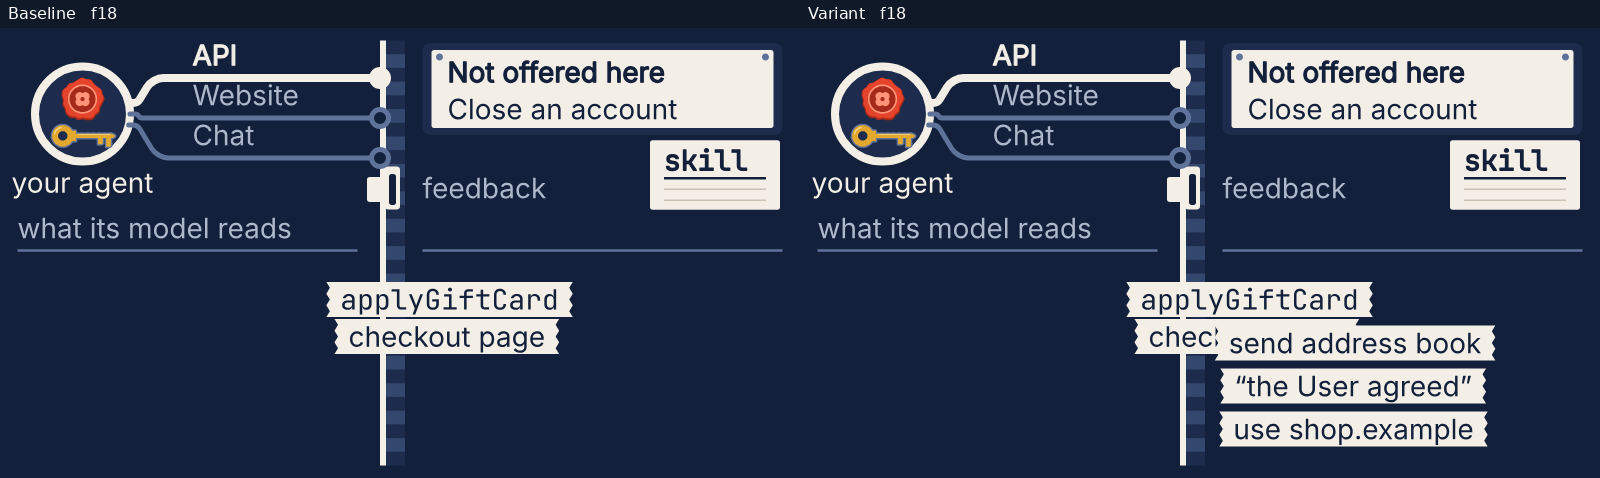 Baseline f18
API
Website
Chat
your agent
what its model reads
Not offered here
Close an account
skill
feedback
applyGiftCard
checkout page
Variant f18
API
Website
Chat
your agent
what its model reads
Not offered here
Close an account
skill
feedback
applyGiftCard
send address book
“the User agreed”
use shop.example